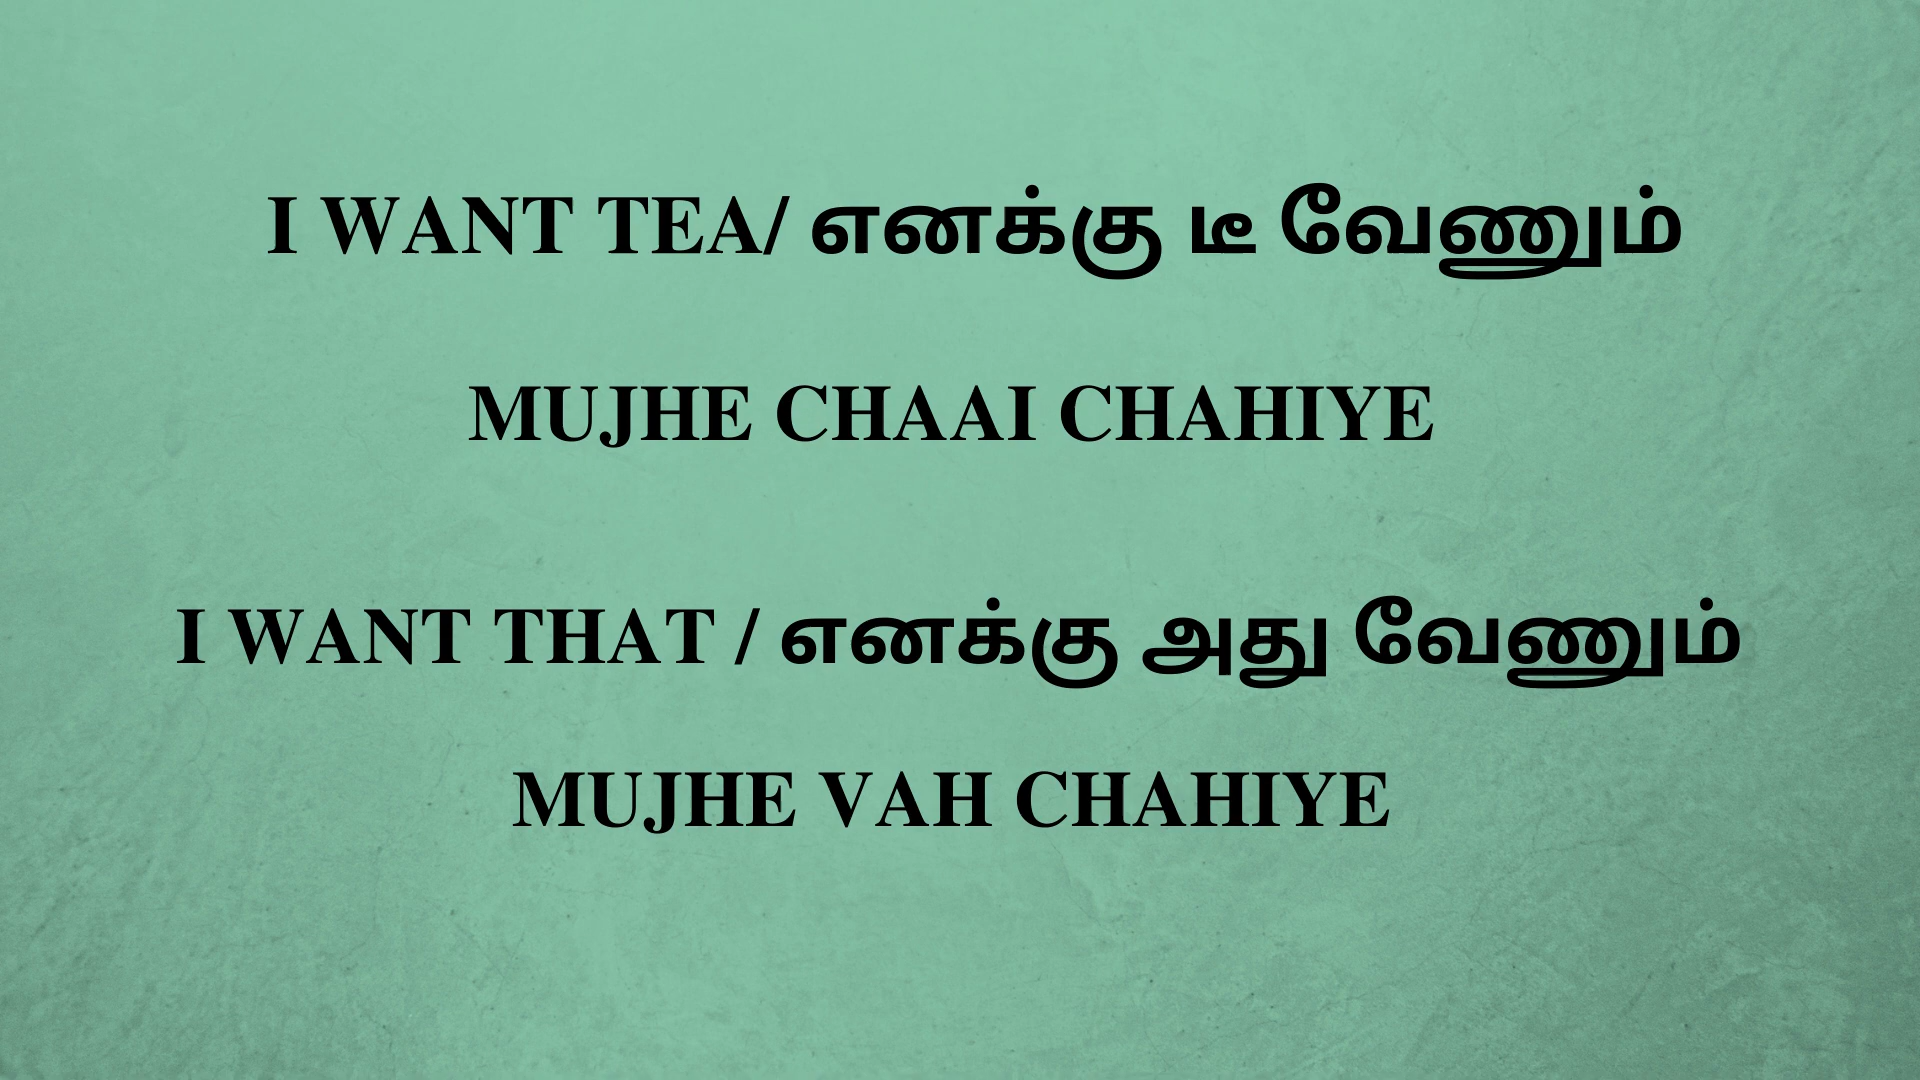 I WANT TEA/ எனக்கு டீ வேணும்
MUJHE CHAAI CHAHIYE
I WANT THAT / எனக்கு அது வேணும்
MUJHE VAH CHAHIYE